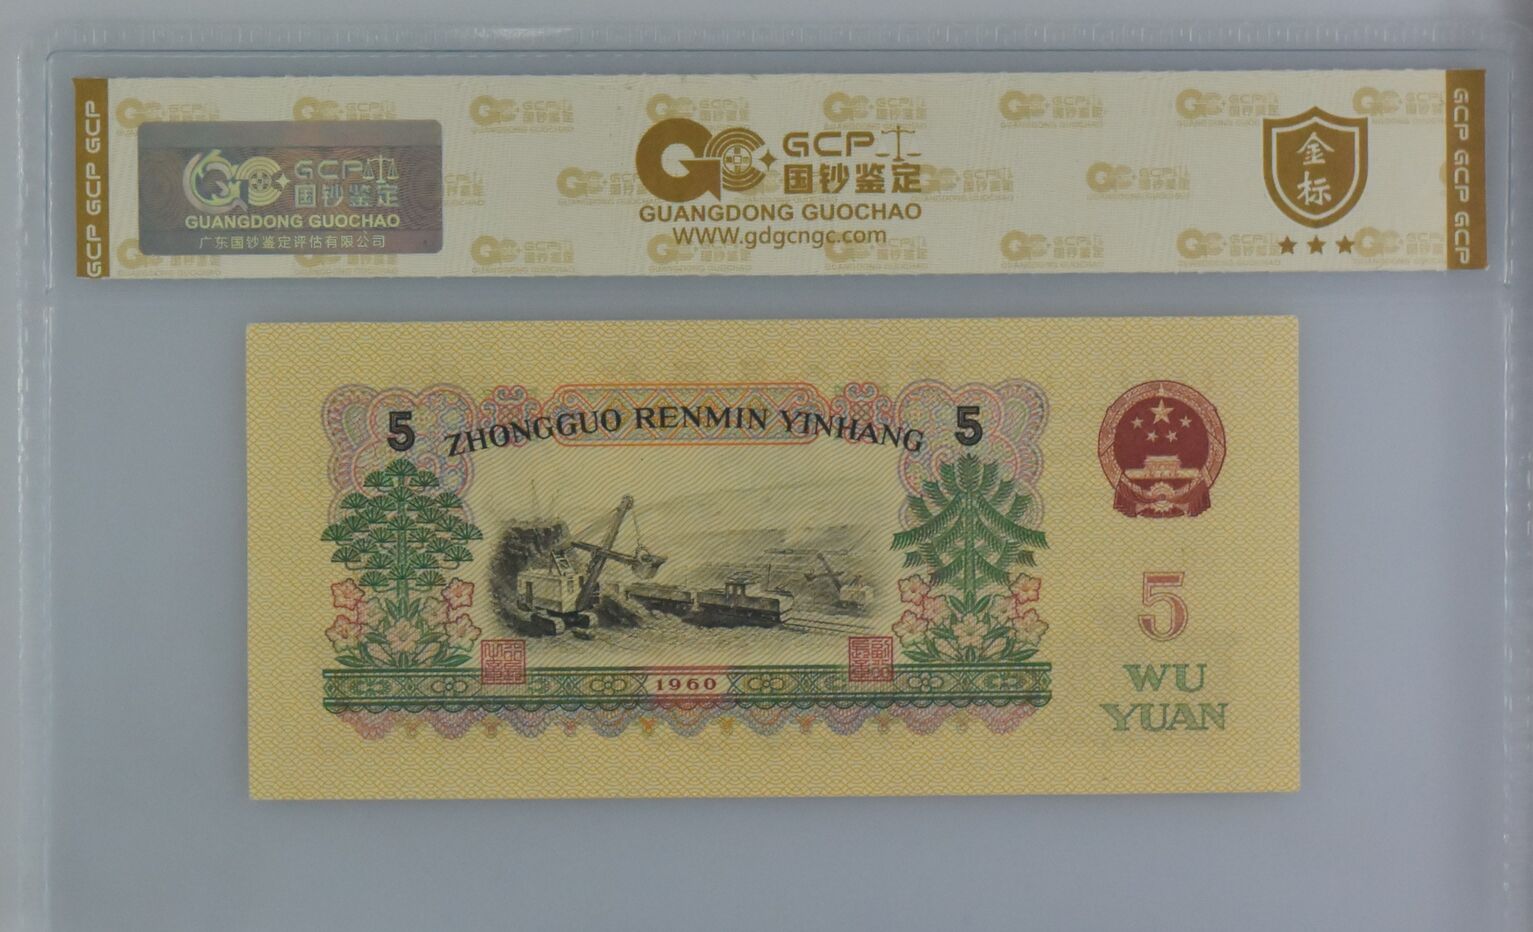 GCP GCP GCP
GCP
国钞鉴定
GUANGDONG GUOCHAO
广东国钞鉴定评估有限公司
GCP
国钞鉴定
GUANGDONG GUOCHAO
WWW.gdgcngc.com
金
标
GCP GCP GCP
5
ZHONGGUO RENMIN YINHANG
5
5
WU
YUAN
1960